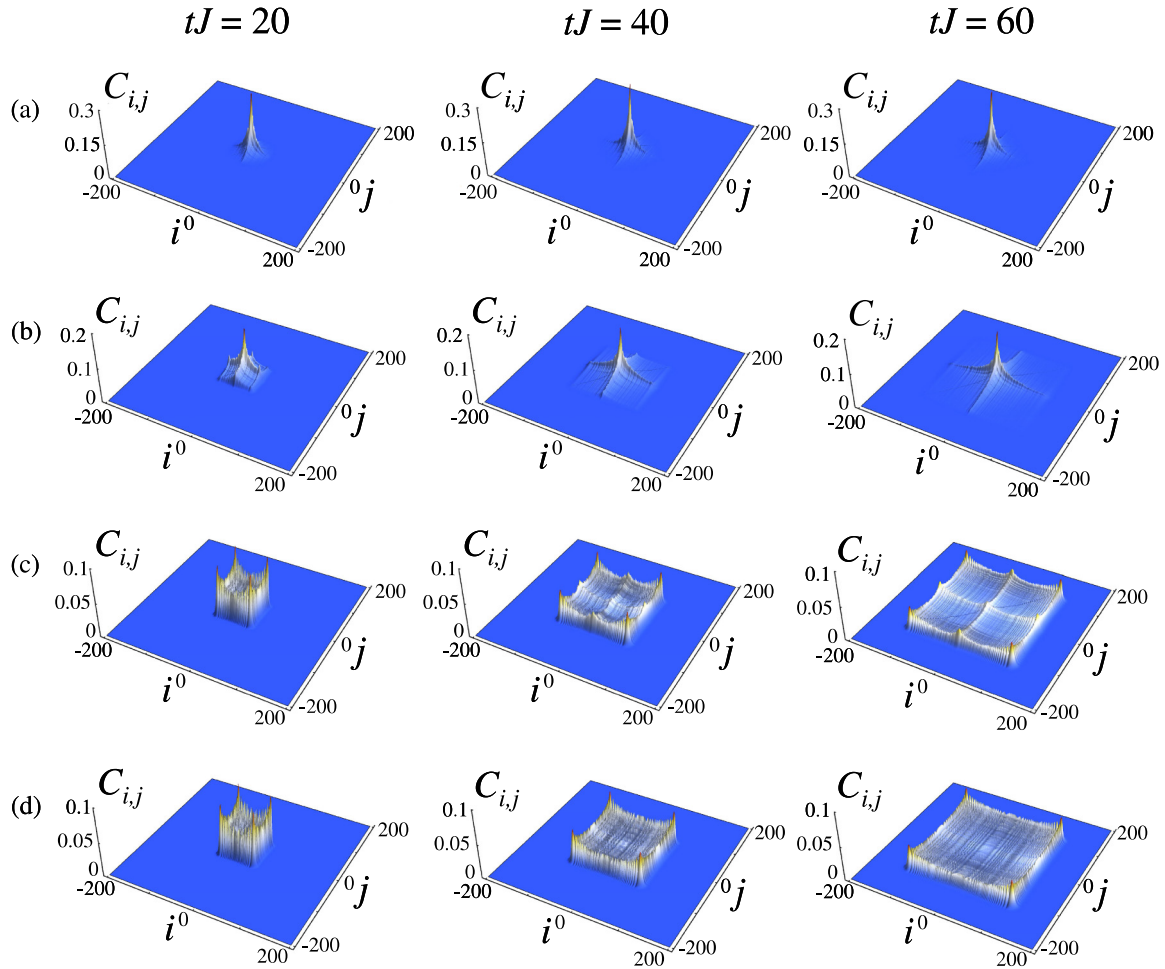 tJ = 20 tJ = 40 tJ = 60
(a)
C_{i,j} C_{i,j} C_{i,j}
0.3 0.3 0.3
0.15 0.15 0.15
0 0 0
-200 -200 -200
200 200 200
0 j 0 j 0 j
i 0 i 0 i 0
200 -200 200 -200 200 -200
(b)
C_{i,j} C_{i,j} C_{i,j}
0.2 0.2 0.2
0.1 0.1 0.1
0 0 0
-200 -200 -200
200 200 200
0 j 0 j 0 j
i 0 i 0 i 0
200 -200 200 -200 200 -200
(c)
C_{i,j} C_{i,j} C_{i,j}
0.1 0.1 0.1
0.05 0.05 0.05
0 0 0
-200 -200 -200
200 200 200
0 j 0 j 0 j
i 0 i 0 i 0
200 -200 200 -200 200 -200
(d)
C_{i,j} C_{i,j} C_{i,j}
0.1 0.1 0.1
0.05 0.05 0.05
0 0 0
-200 -200 -200
200 200 200
0 j 0 j 0 j
i 0 i 0 i 0
200 -200 200 -200 200 -200